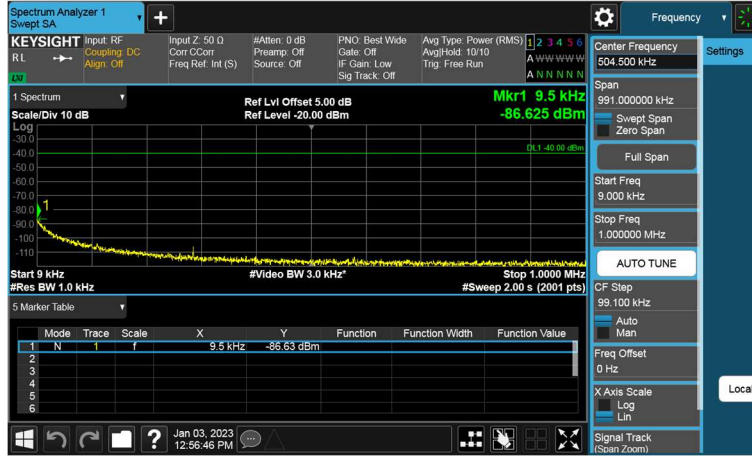 Spectrum Analyzer 1
Swept SA
Frequency
KEYSIGHT
RL
LXI
Input: RF
Coupling: DC
Align: Off
Input Z: 50 Ω
Corr CCorr
Freq Ref: Int (S)
#Atten: 0 dB
Preamp: Off
Source: Off
PNO: Best Wide
Gate: Off
IF Gain: Low
Sig Track: Off
Avg Type: Power (RMS)
Avg|Hold: 10/10
Trig: Free Run
1 2 3 4 5 6
A W W W W W
A N N N N N
1 Spectrum
Scale/Div 10 dB
Ref Lvl Offset 5.00 dB
Ref Level -20.00 dBm
Mkr1 9.5 kHz
-86.625 dBm
Log
-30.0
-40.0
-50.0
-60.0
-70.0
-80.0
-90.0
-100
-110
DL1 -40.00 dBm
1
Start 9 kHz
#Res BW 1.0 kHz
#Video BW 3.0 kHz*
Stop 1.0000 MHz
#Sweep 2.00 s (2001 pts)
5 Marker Table
Mode Trace Scale X Y Function Function Width Function Value
1 N 1 f 9.5 kHz -86.63 dBm
2
3
4
5
6
Jan 03, 2023
12:56:46 PM
Center Frequency
504.500 kHz
Settings
Span
991.000000 kHz
Swept Span
Zero Span
Full Span
Start Freq
9.000 kHz
Stop Freq
1.000000 MHz
AUTO TUNE
CF Step
99.100 kHz
Auto
Man
Freq Offset
0 Hz
X Axis Scale
Log
Lin
Local
Signal Track
(Span Zoom)